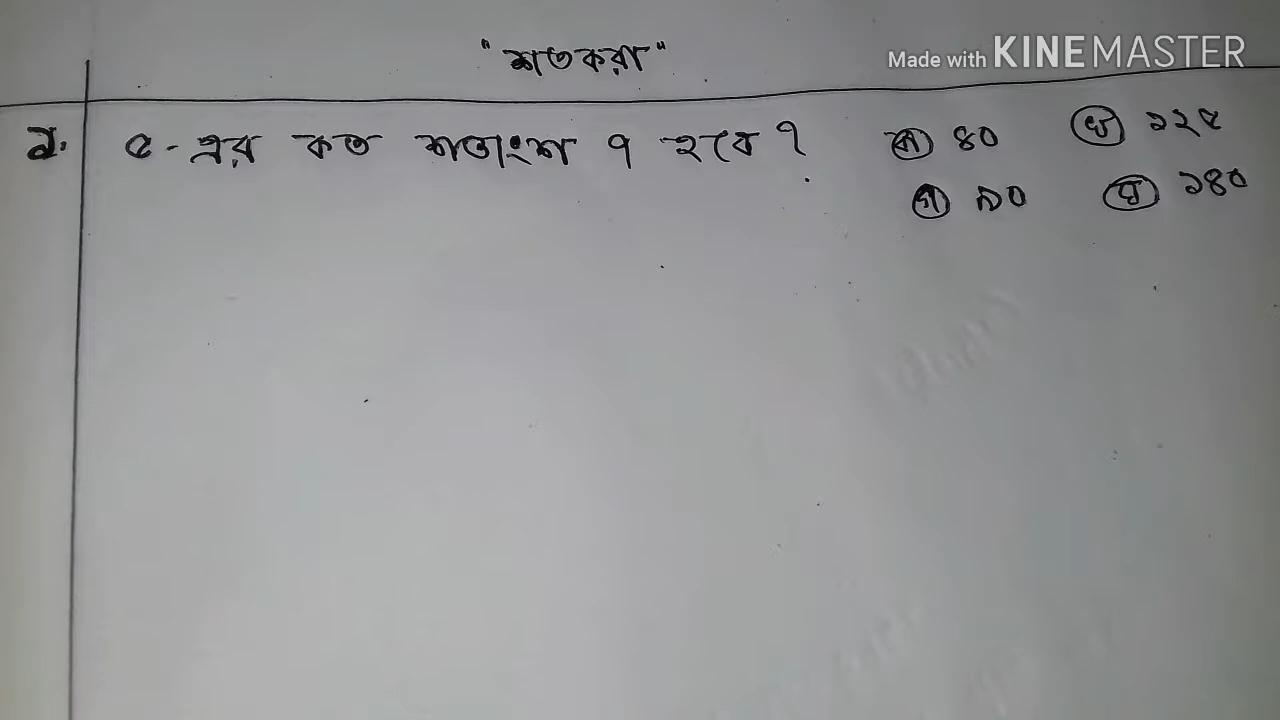 "শতকরা"
Made with KINEMASTER
১. ৫-এর কত শতাংশ ৭ হবে? ক ৪০ খ ১২৫
গ ৯০ ঘ ১৪০